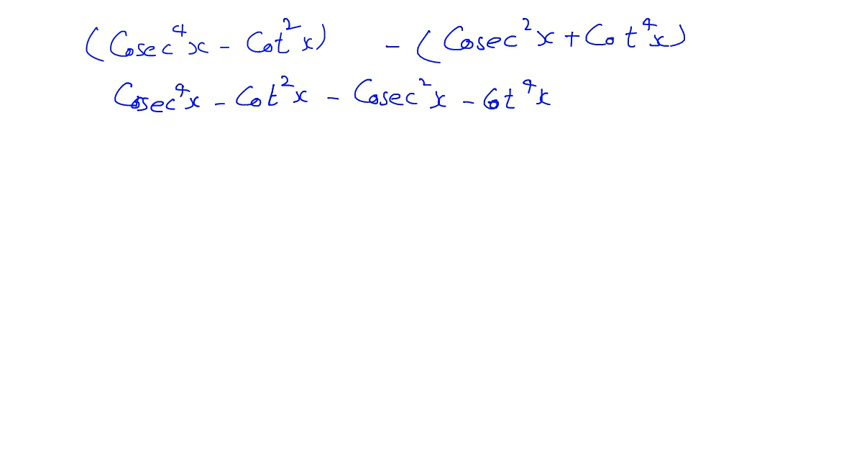 (Cosec⁴x - Cot²x) - (Cosec²x + Cot⁴x)
Cosec⁴x - Cot²x - Cosec²x - Cot⁴x